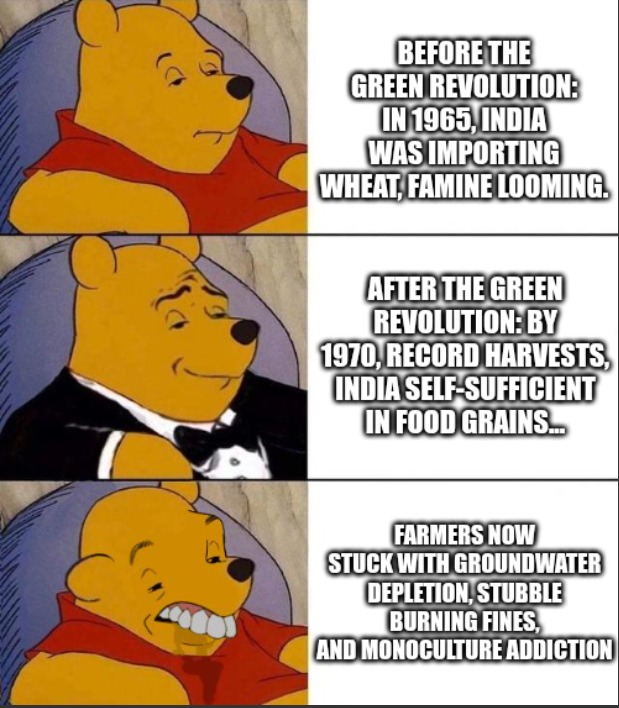 BEFORE THE
GREEN REVOLUTION:
IN 1965, INDIA
WAS IMPORTING
WHEAT, FAMINE LOOMING.
AFTER THE GREEN
REVOLUTION: BY
1970, RECORD HARVESTS,
INDIA SELF-SUFFICIENT
IN FOOD GRAINS...
FARMERS NOW
STUCK WITH GROUNDWATER
DEPLETION, STUBBLE
BURNING FINES,
AND MONOCULTURE ADDICTION